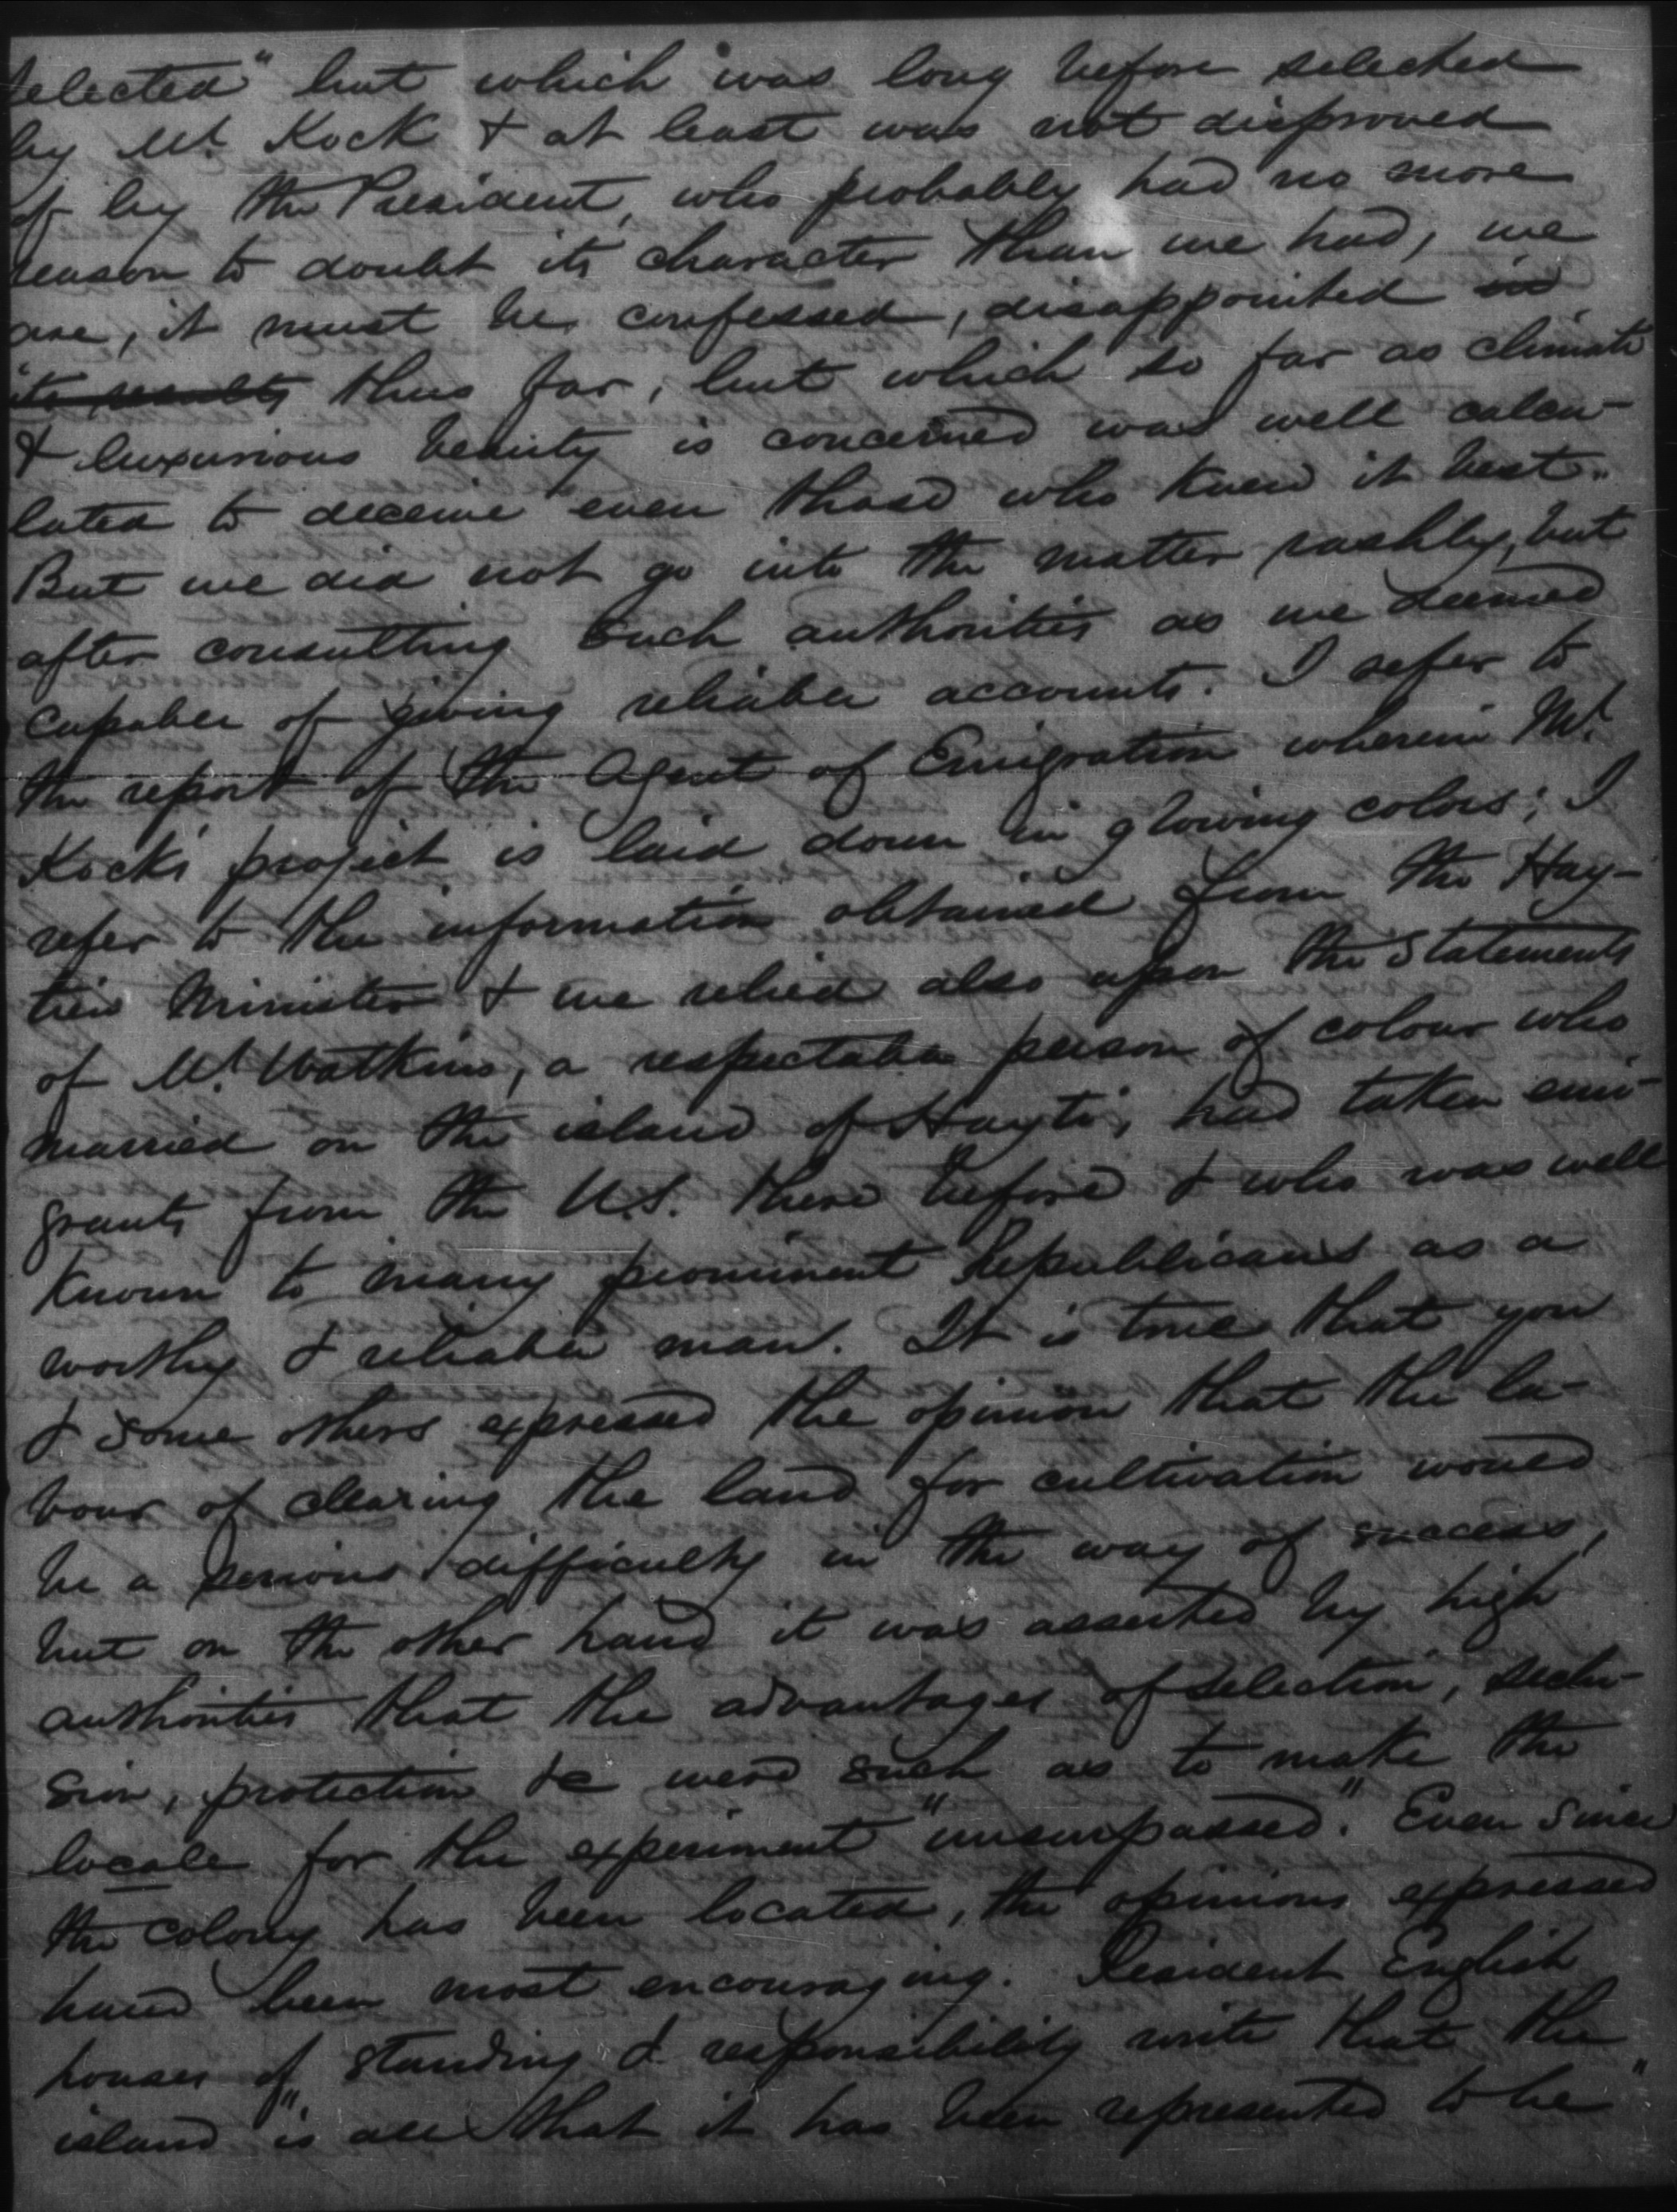 selected" but which was long before selected
by Mr. Kock & at least was not disproved
of by the President, who probably had no more
reason to doubt its character than we had, we
are, it must be confessed, disappointed in
its results thus far, but which so far as climate
& luxurious beauty is concerned was well calcu-
lated to deceive even those who knew it best.
But we did not go into the matter rashly, but
after consulting such authorities as we deemed
capable of giving reliable accounts. I refer to
the report of the Agent of Emigration wherein Mr.
Kock's project is laid down in glowing colors; I
refer to the information obtained from the Hay-
tien Minister & we relied also upon the statements
of Mr. Watkins, a respectable person of colour who
married on the island of Hayti, had taken emi-
grants from the U.S. there before & who was well
known to many prominent Republicans as a
worthy & reliable man. It is true that you
& some others expressed the opinion that the la-
bour of clearing the land for cultivation would
be a serious difficulty in the way of success,
but on the other hand it was asserted by high
authorities that the advantages of selection, seclu-
sion, protection &c were such as to make the
locale for the experiment "unsurpassed." Even since
the colony has been located, the opinions expressed
have been most encouraging. Resident English
houses of standing & responsibility write that the
island "is all that it has been represented to be"